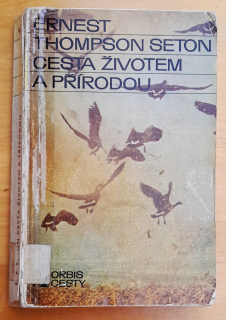 ERNEST
THOMPSON SETON
CESTA ŽIVOTEM
A PŘÍRODOU
ORBIS
CESTY